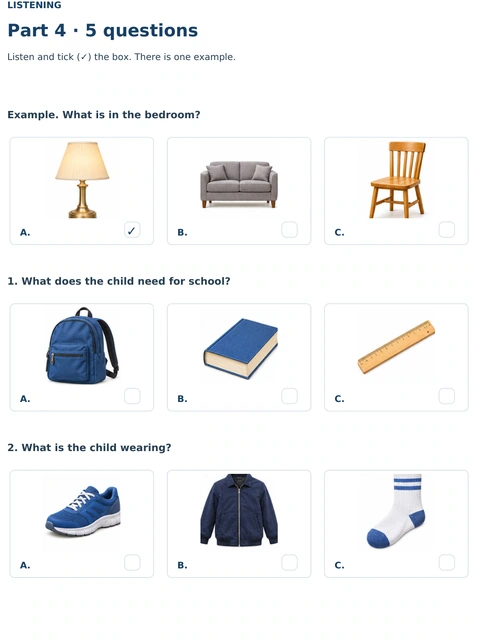 LISTENING
Part 4 · 5 questions
Listen and tick (✓) the box. There is one example.
Example. What is in the bedroom?
A. ✓ B. C.
1. What does the child need for school?
A. B. C.
2. What is the child wearing?
A. B. C.